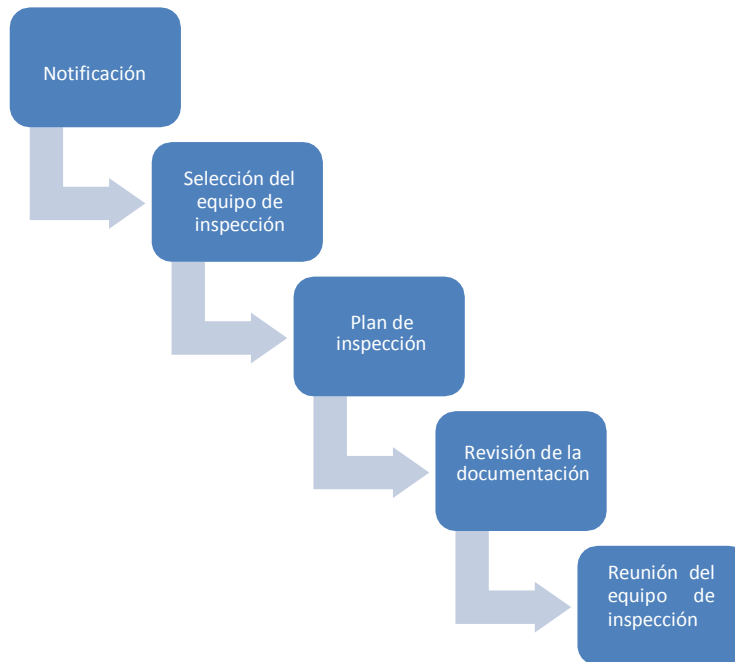 Notificación
Selección del
equipo de
inspección
Plan de
inspección
Revisión de la
documentación
Reunión del
equipo de
inspección